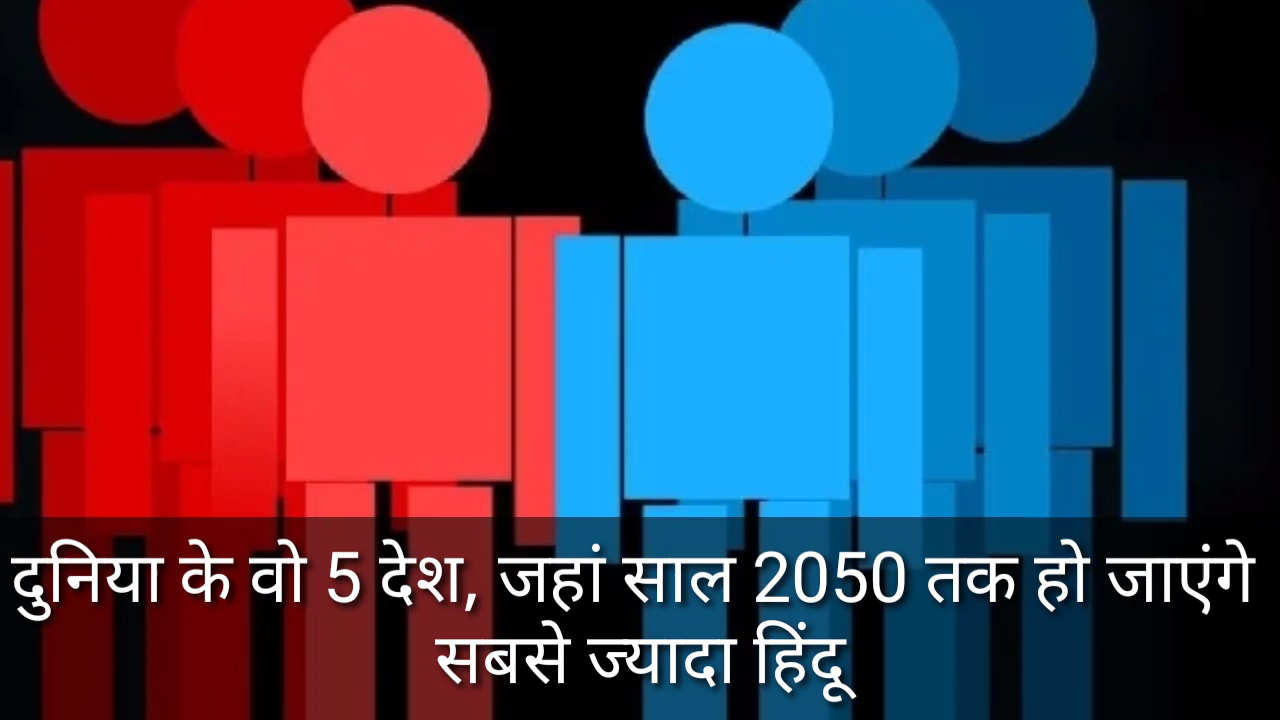 दुनिया के वो 5 देश, जहां साल 2050 तक हो जाएंगे
सबसे ज्यादा हिंदू